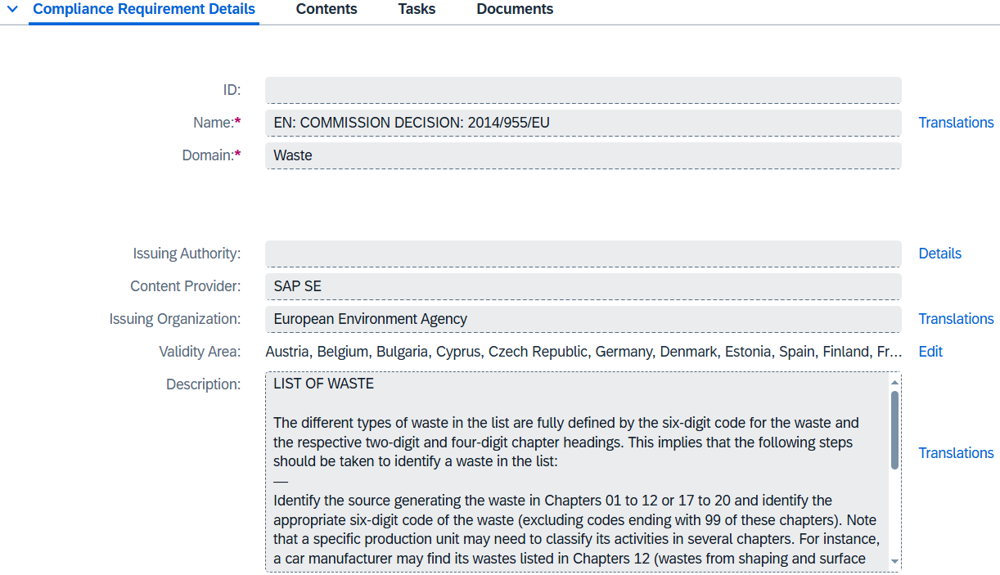 Compliance Requirement Details Contents Tasks Documents
ID:
Name:* EN: COMMISSION DECISION: 2014/955/EU Translations
Domain:* Waste
Issuing Authority: Details
Content Provider: SAP SE
Issuing Organization: European Environment Agency Translations
Validity Area: Austria, Belgium, Bulgaria, Cyprus, Czech Republic, Germany, Denmark, Estonia, Spain, Finland, Fr... Edit
Description: LIST OF WASTE
The different types of waste in the list are fully defined by the six-digit code for the waste and
the respective two-digit and four-digit chapter headings. This implies that the following steps
should be taken to identify a waste in the list:
Translations
—
Identify the source generating the waste in Chapters 01 to 12 or 17 to 20 and identify the
appropriate six-digit code of the waste (excluding codes ending with 99 of these chapters). Note
that a specific production unit may need to classify its activities in several chapters. For instance,
a car manufacturer may find its wastes listed in Chapters 12 (wastes from shaping and surface